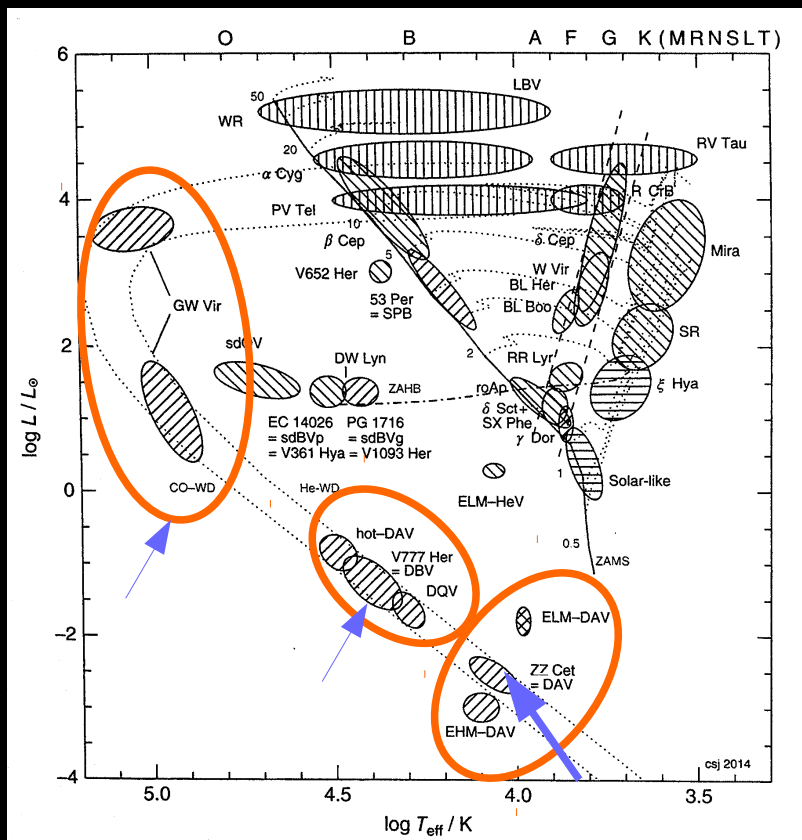 O B A F G K (M R N S L T)
6
LBV
50
WR
RV Tau
20
α Cyg
R CrB
4
PV Tel
10
β Cep
δ Cep
5
Mira
W Vir
V652 Her
BL Her
53 Per
= SPB
BL Boo
GW Vir
2
SR
sdOV
DW Lyn
2
RR Lyr
ZAHB
roAp
ξ Hya
EC 14026
= sdBVp
= V361 Hya
PG 1716
= sdBVg
= V1093 Her
δ Sct+
SX Phe
γ Dor
1
Solar-like
CO–WD
He-WD
0
ELM–HeV
hot–DAV
0.5
V777 Her
= DBV
ZAMS
DQV
ELM–DAV
−2
ZZ Cet
= DAV
EHM–DAV
csj 2014
−4
log L / L⊙
5.0 4.5 4.0 3.5
log Teff / K